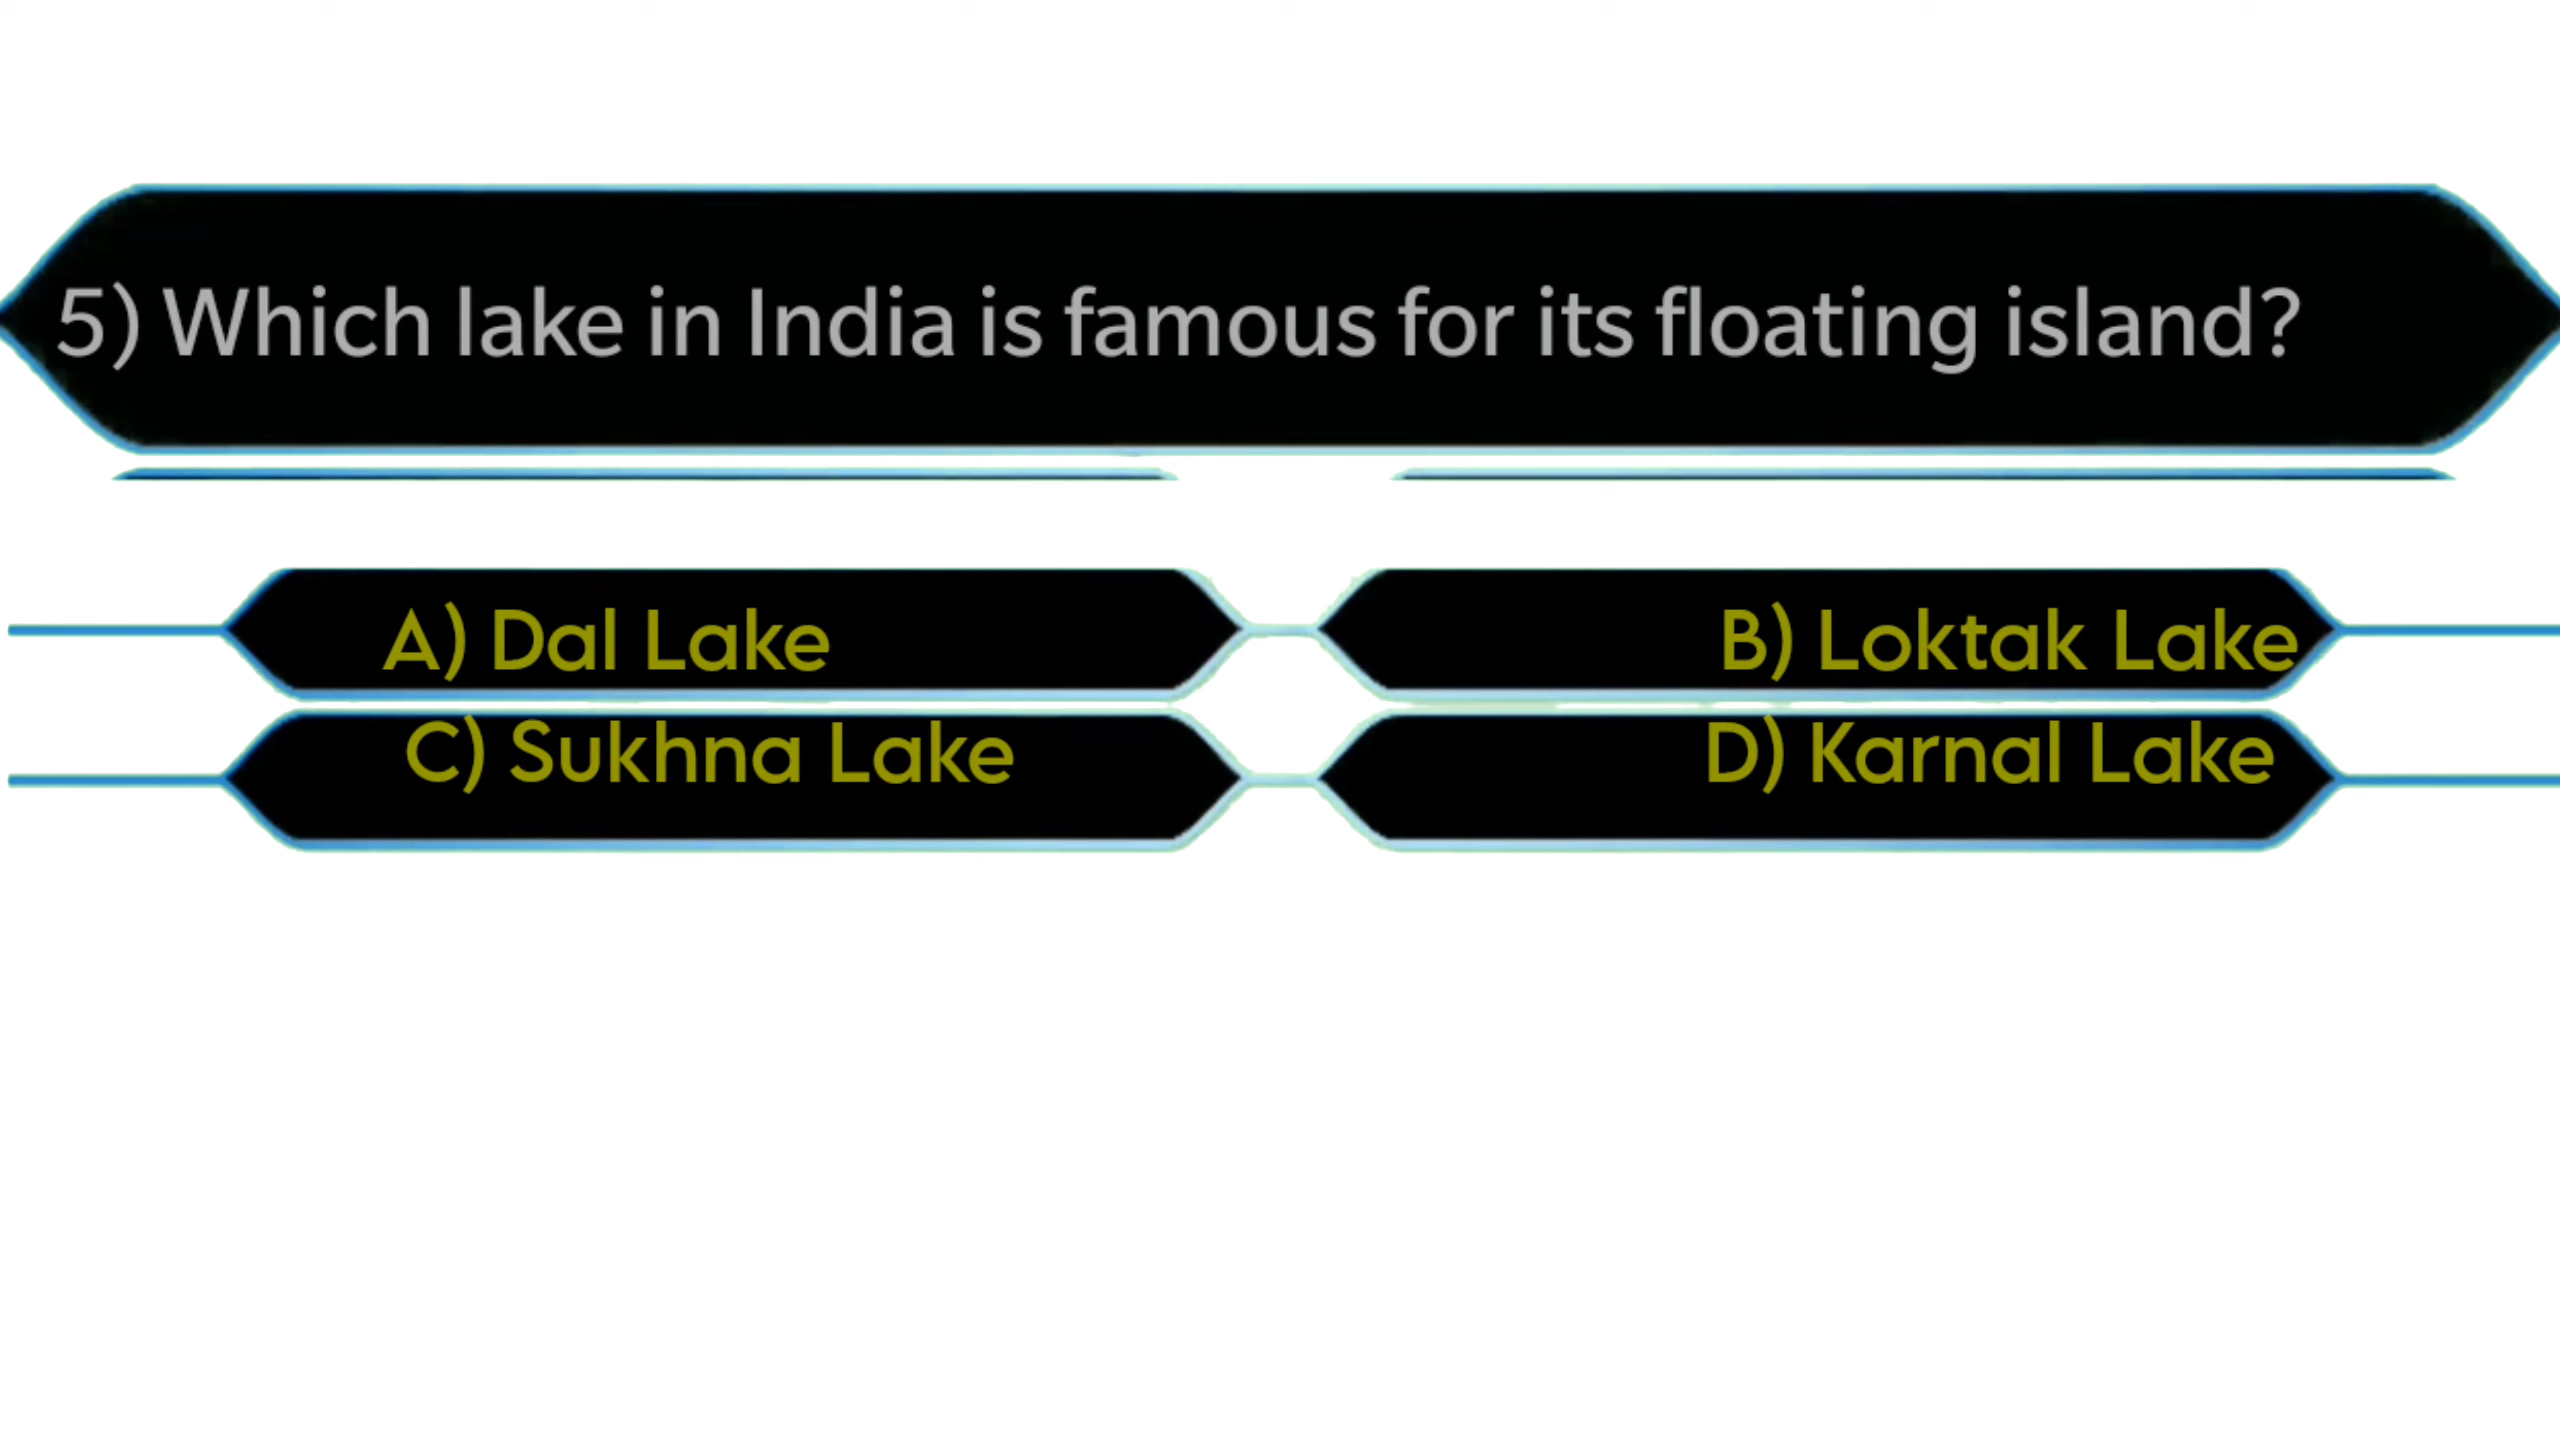 5) Which lake in India is famous for its floating island?
A) Dal Lake
B) Loktak Lake
C) Sukhna Lake
D) Karnal Lake